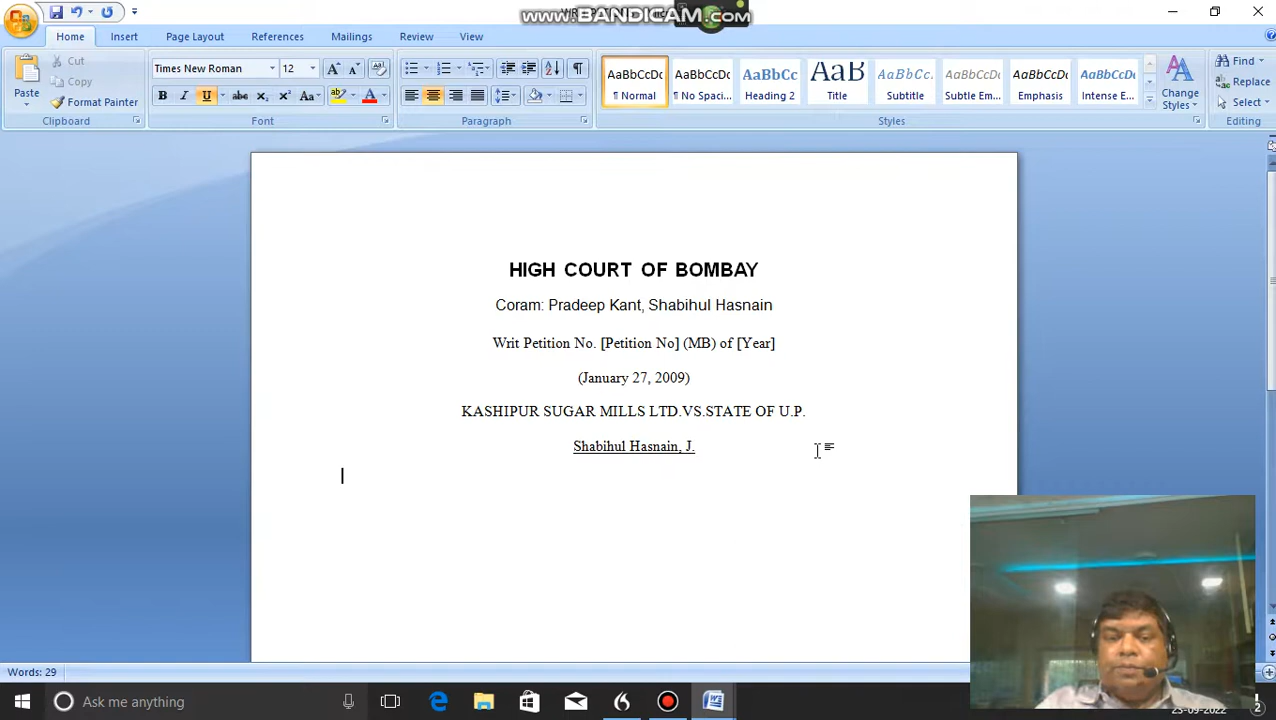 www.BANDICAM.com
Home Insert Page Layout References Mailings Review View
Paste
Cut
Copy
Format Painter
Clipboard
Times New Roman 12
Font
Paragraph
AaBbCcDc AaBbCcDc AaBbCc AaB AaBbCc. AaBbCcDc AaBbCcDc AaBbCcDc
¶ Normal ¶ No Spaci... Heading 2 Title Subtitle Subtle Em... Emphasis Intense E...
Change Styles
Styles
Find
Replace
Select
Editing
HIGH COURT OF BOMBAY
Coram: Pradeep Kant, Shabihul Hasnain
Writ Petition No. [Petition No] (MB) of [Year]
(January 27, 2009)
KASHIPUR SUGAR MILLS LTD.VS.STATE OF U.P.
Shabihul Hasnain, J.
Words: 29
Ask me anything
23-09-2022